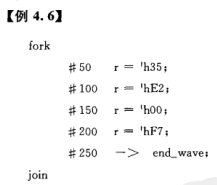 【例 4.6】
fork
#50 r = 'h35;
#100 r = 'hE2;
#150 r = 'h00;
#200 r = 'hF7;
#250 -> end_wave;
join